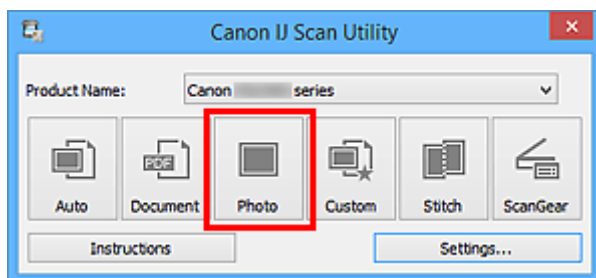 Canon IJ Scan Utility
Product Name: Canon series
PDF
Auto Document Photo Custom Stitch ScanGear
Instructions Settings...